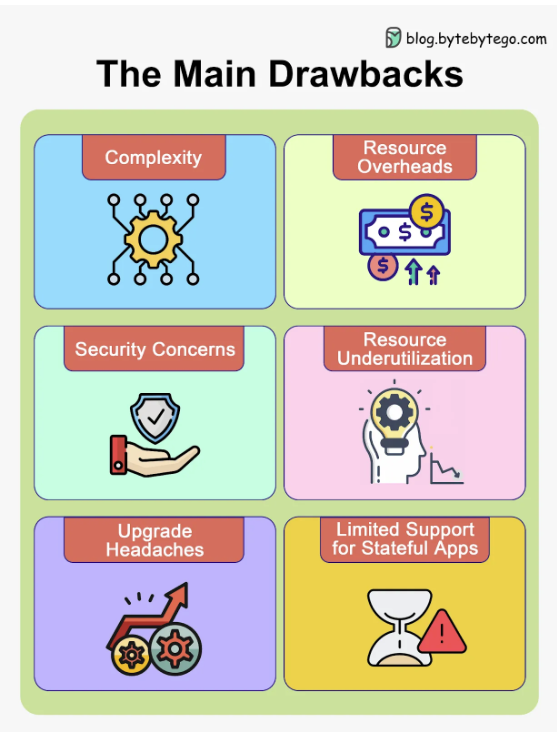 blog.bytebytego.com
The Main Drawbacks
Complexity
Resource
Overheads
$
$
$
Security Concerns
Resource
Underutilization
Upgrade
Headaches
Limited Support
for Stateful Apps
!